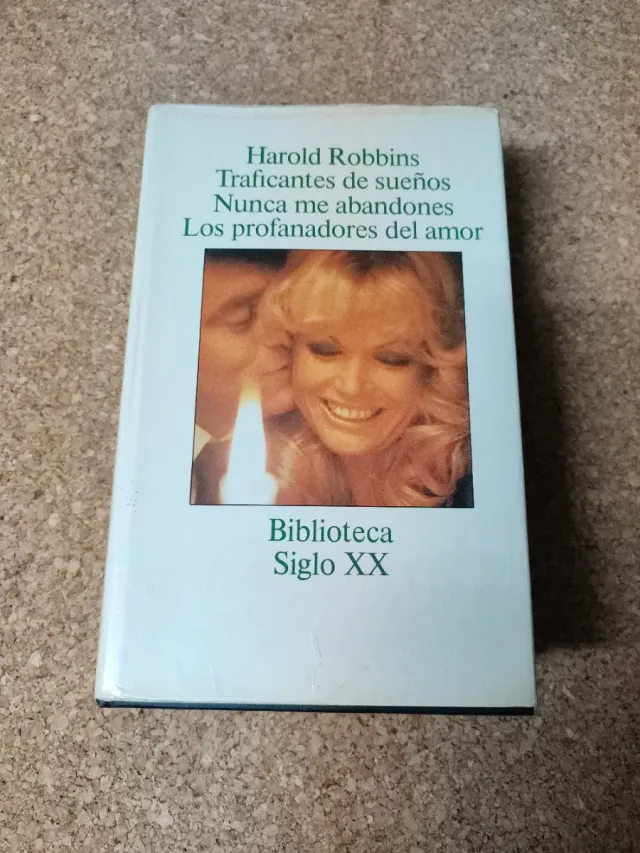 Harold Robbins
Traficantes de sueños
Nunca me abandones
Los profanadores del amor
Biblioteca
Siglo XX